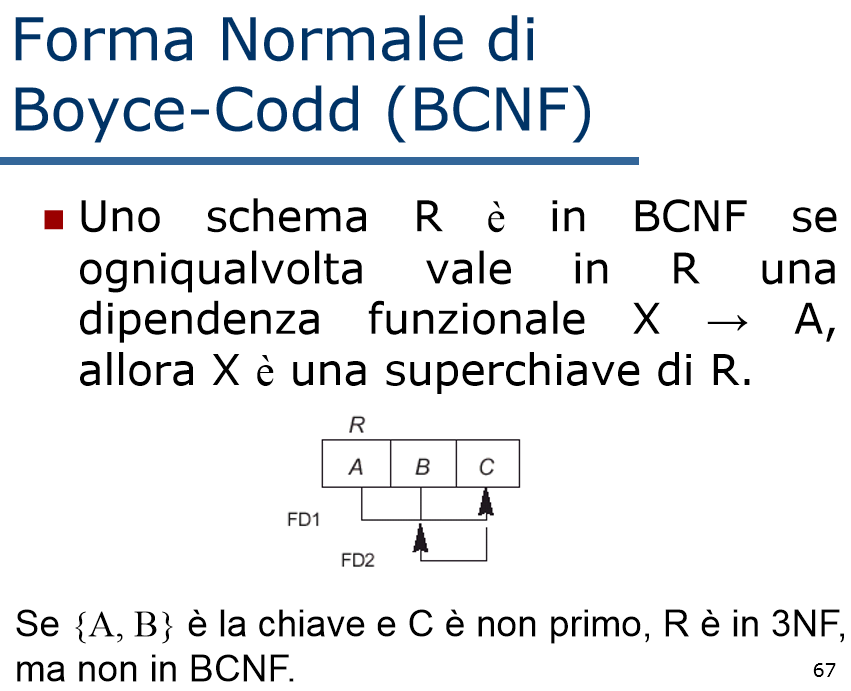 Forma Normale di
Boyce-Codd (BCNF)
Uno schema R è in BCNF se
ogniqualvolta vale in R una
dipendenza funzionale X → A,
allora X è una superchiave di R.
R
A B C
FD1
FD2
Se {A, B} è la chiave e C è non primo, R è in 3NF,
ma non in BCNF.
67